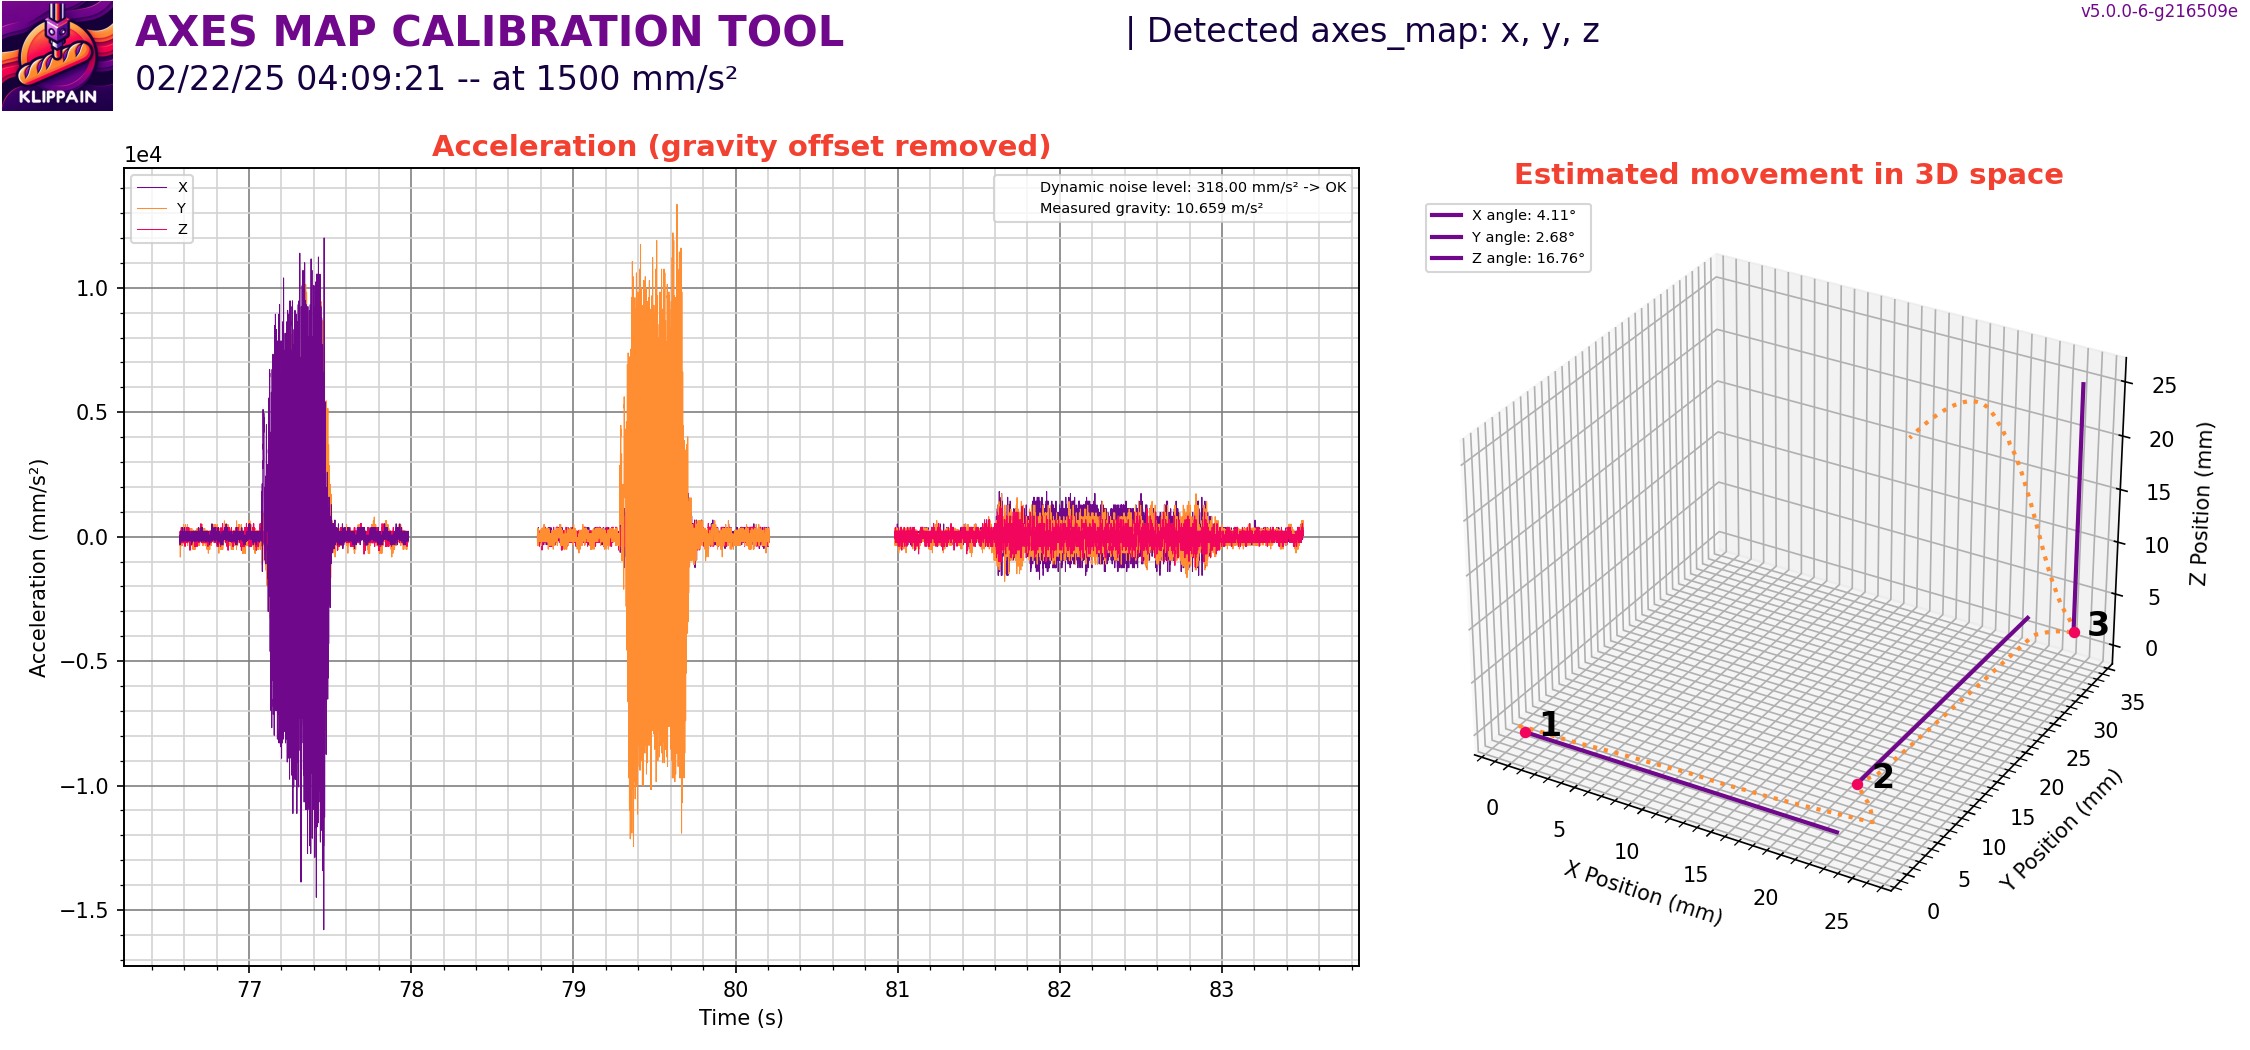 KLIPPAIN
AXES MAP CALIBRATION TOOL
02/22/25 04:09:21 -- at 1500 mm/s²
| Detected axes_map: x, y, z
v5.0.0-6-g216509e
Acceleration (gravity offset removed)
1e4
X
Y
Z
Dynamic noise level: 318.00 mm/s² -> OK
Measured gravity: 10.659 m/s²
1.0
0.5
0.0
−0.5
−1.0
−1.5
Acceleration (mm/s²)
77 78 79 80 81 82 83
Time (s)
Estimated movement in 3D space
X angle: 4.11°
Y angle: 2.68°
Z angle: 16.76°
1
2
3
0 5 10 15 20 25
X Position (mm)
0 5 10 15 20 25 30 35
Y Position (mm)
25
20
15
10
5
0
Z Position (mm)